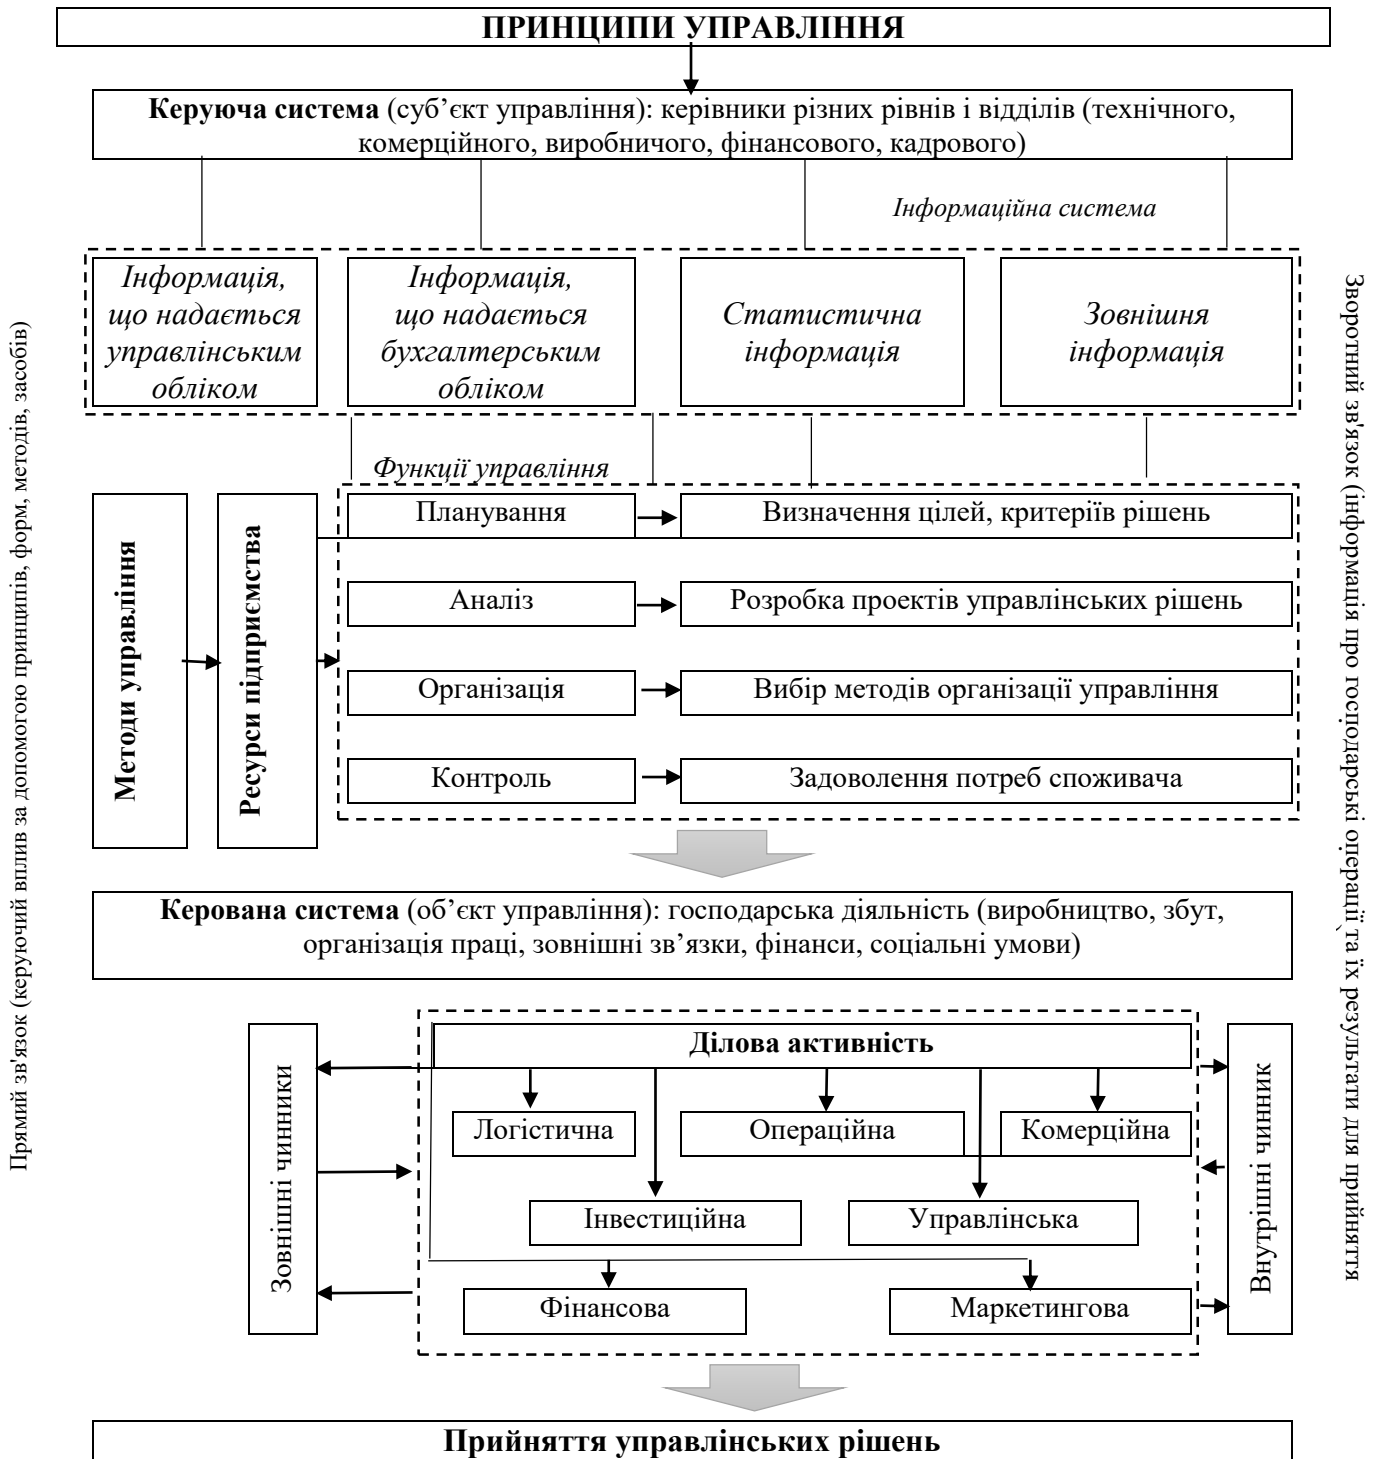 ПРИНЦИПИ УПРАВЛІННЯ
Керуюча система (суб’єкт управління): керівники різних рівнів і відділів (технічного,
комерційного, виробничого, фінансового, кадрового)
Інформаційна система
Інформація,
що надається
управлінським
обліком
Інформація,
що надається
бухгалтерським
обліком
Статистична
інформація
Зовнішня
інформація
Функції управління
Методи управління
Ресурси підприємства
Планування
Визначення цілей, критеріїв рішень
Аналіз
Розробка проектів управлінських рішень
Організація
Вибір методів організації управління
Контроль
Задоволення потреб споживача
Керована система (об’єкт управління): господарська діяльність (виробництво, збут,
організація праці, зовнішні зв’язки, фінанси, соціальні умови)
Зовнішні чинники
Ділова активність
Логістична
Операційна
Комерційна
Інвестиційна
Управлінська
Фінансова
Маркетингова
Внутрішні чинник
Прийняття управлінських рішень
Прямий зв'язок (керуючий вплив за допомогою принципів, форм, методів, засобів)
Зворотний зв'язок (інформація про господарські операції та їх результати для прийняття